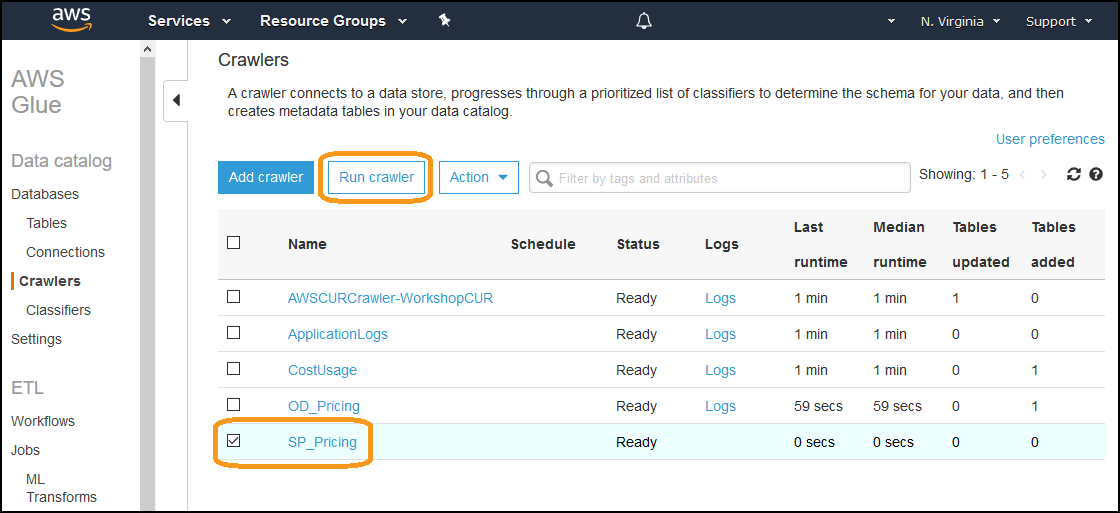 aws Services Resource Groups N. Virginia Support
AWS
Glue
Data catalog
Databases
Tables
Connections
Crawlers
Classifiers
Settings
ETL
Workflows
Jobs
ML
Transforms
Crawlers
A crawler connects to a data store, progresses through a prioritized list of classifiers to determine the schema for your data, and then
creates metadata tables in your data catalog.
User preferences
Add crawler Run crawler Action Filter by tags and attributes Showing: 1 - 5
Name Schedule Status Logs Last runtime Median runtime Tables updated Tables added
AWSCURCrawler-WorkshopCUR Ready Logs 1 min 1 min 1 0
ApplicationLogs Ready Logs 1 min 1 min 0 0
CostUsage Ready Logs 1 min 1 min 0 1
OD_Pricing Ready Logs 59 secs 59 secs 0 1
SP_Pricing Ready 0 secs 0 secs 0 0